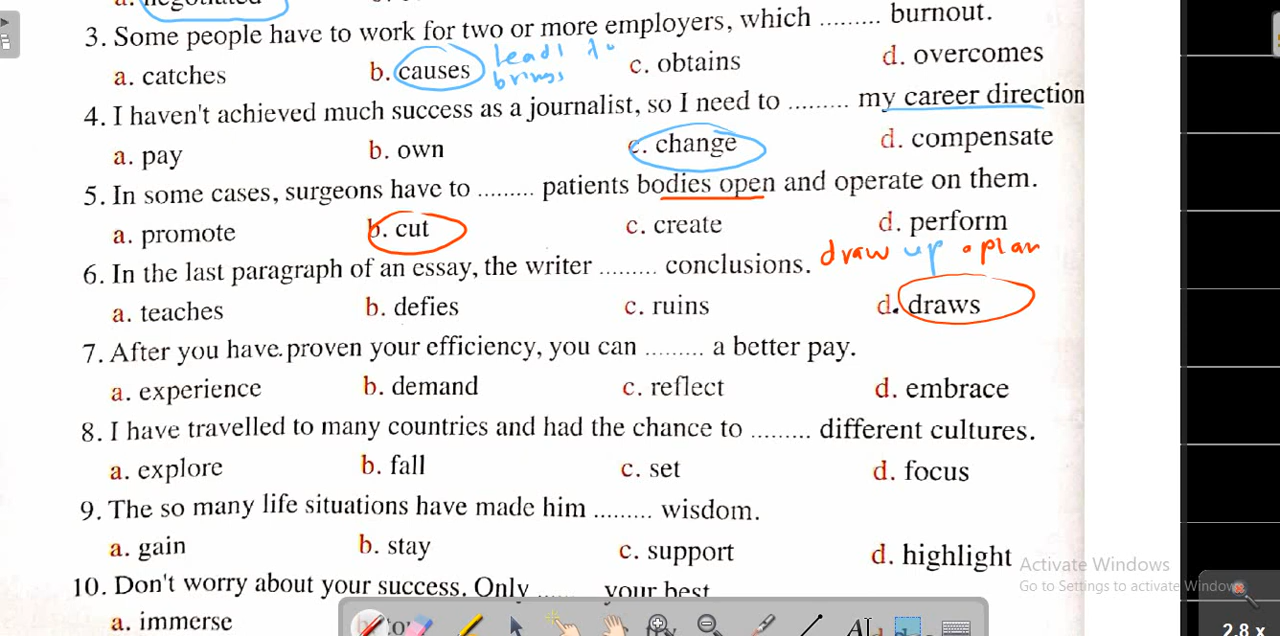 a. negotiated
3. Some people have to work for two or more employers, which ......... burnout.
a. catches b. causes c. obtains d. overcomes
brings
4. I haven't achieved much success as a journalist, so I need to ......... my career direction
a. pay b. own c. change d. compensate
5. In some cases, surgeons have to ......... patients bodies open and operate on them.
a. promote b. cut c. create d. perform
draw up a plan
6. In the last paragraph of an essay, the writer ......... conclusions.
a. teaches b. defies c. ruins d. draws
7. After you have proven your efficiency, you can ......... a better pay.
a. experience b. demand c. reflect d. embrace
8. I have travelled to many countries and had the chance to ......... different cultures.
a. explore b. fall c. set d. focus
9. The so many life situations have made him ......... wisdom.
a. gain b. stay c. support d. highlight
Activate Windows
Go to Settings to activate Windows
10. Don't worry about your success. Only ...... your best
a. immerse
2.8 x